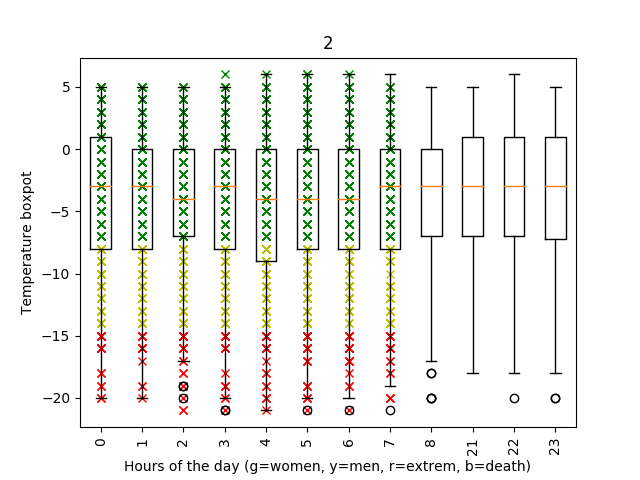 2
Temperature boxpot
5
0
−5
−10
−15
−20
0 1 2 3 4 5 6 7 8 21 22 23
Hours of the day (g=women, y=men, r=extrem, b=death)